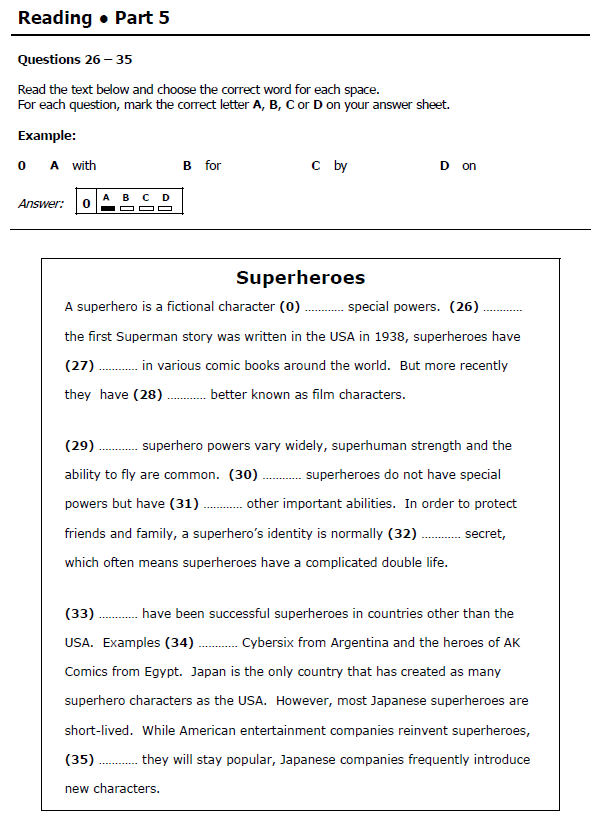 Reading ● Part 5
Questions 26 – 35
Read the text below and choose the correct word for each space.
For each question, mark the correct letter A, B, C or D on your answer sheet.
Example:
0 A with B for C by D on
Answer: 0 A B C D
Superheroes
A superhero is a fictional character (0) ............ special powers. (26) ............
the first Superman story was written in the USA in 1938, superheroes have
(27) ............ in various comic books around the world. But more recently
they have (28) ............ better known as film characters.
(29) ............ superhero powers vary widely, superhuman strength and the
ability to fly are common. (30) ............ superheroes do not have special
powers but have (31) ............ other important abilities. In order to protect
friends and family, a superhero’s identity is normally (32) ............ secret,
which often means superheroes have a complicated double life.
(33) ............ have been successful superheroes in countries other than the
USA. Examples (34) ............ Cybersix from Argentina and the heroes of AK
Comics from Egypt. Japan is the only country that has created as many
superhero characters as the USA. However, most Japanese superheroes are
short-lived. While American entertainment companies reinvent superheroes,
(35) ............ they will stay popular, Japanese companies frequently introduce
new characters.